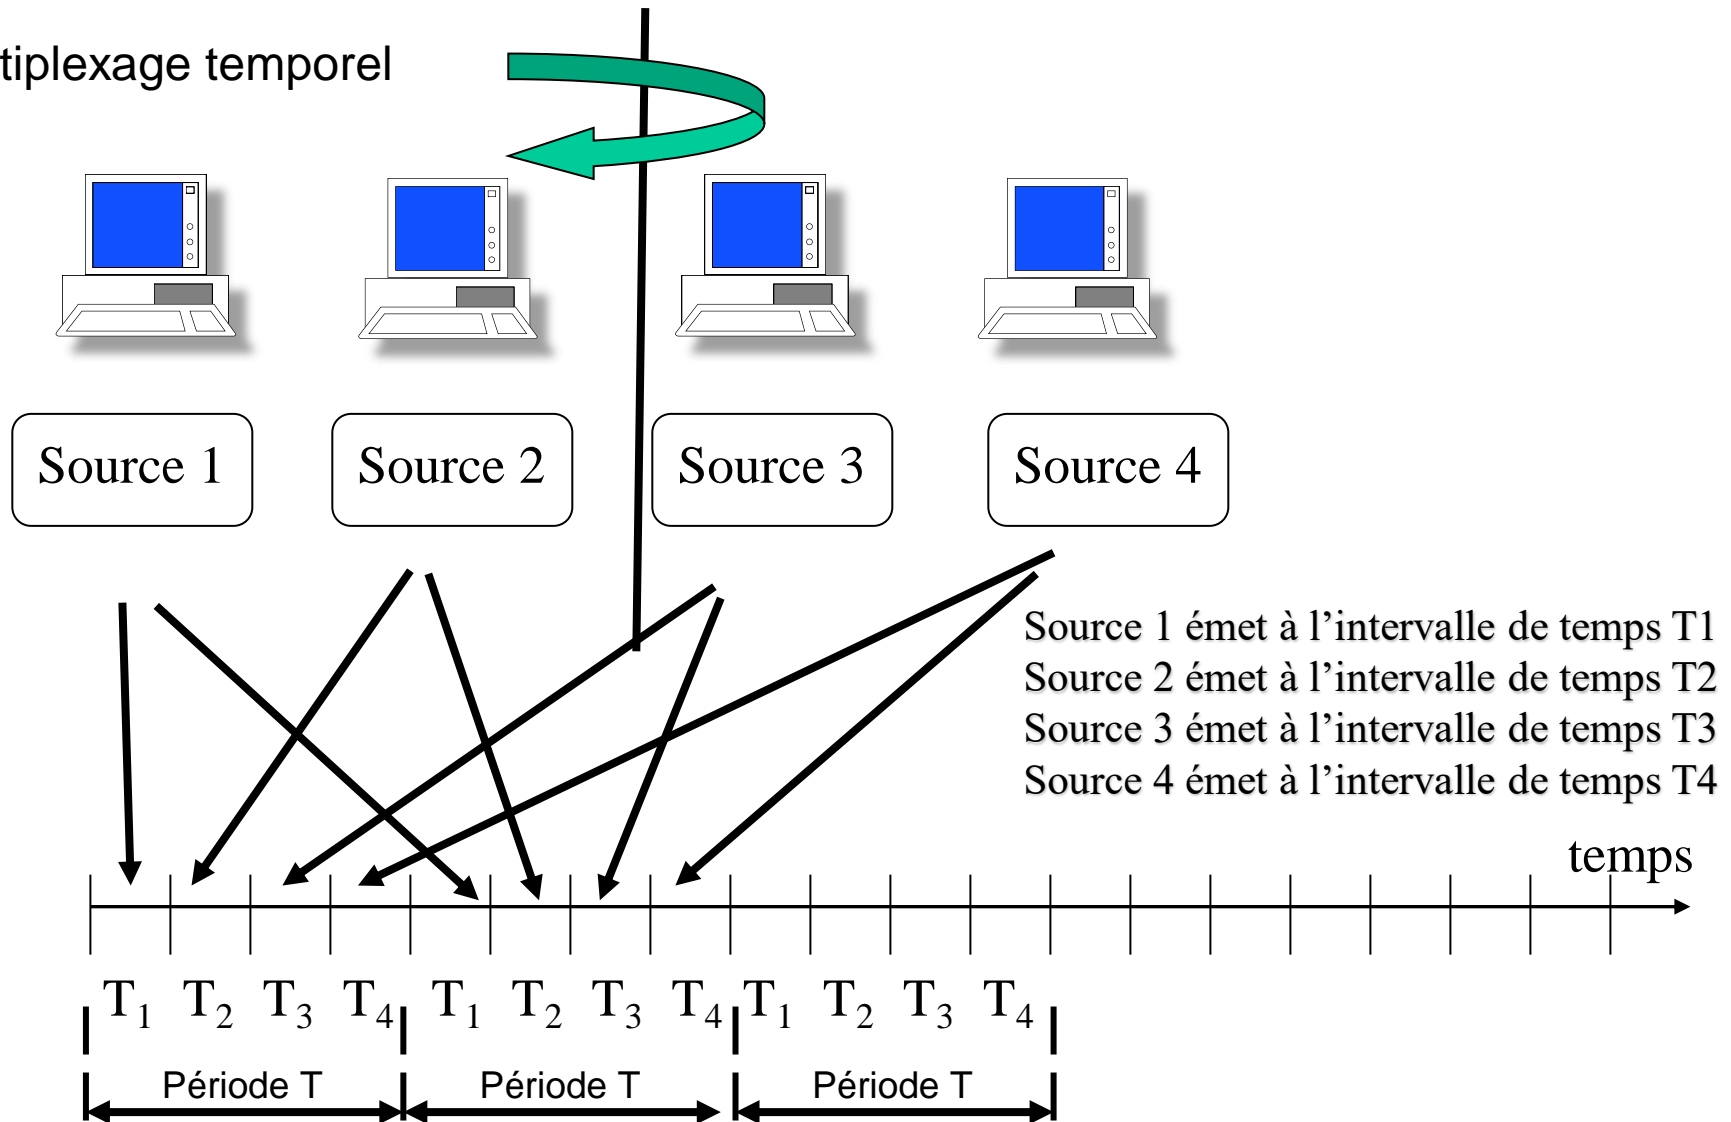 tiplexage temporel
Source 1
Source 2
Source 3
Source 4
Source 1 émet à l’intervalle de temps T1
Source 2 émet à l’intervalle de temps T2
Source 3 émet à l’intervalle de temps T3
Source 4 émet à l’intervalle de temps T4
temps
T₁ T₂ T₃ T₄ T₁ T₂ T₃ T₄ T₁ T₂ T₃ T₄
Période T Période T Période T